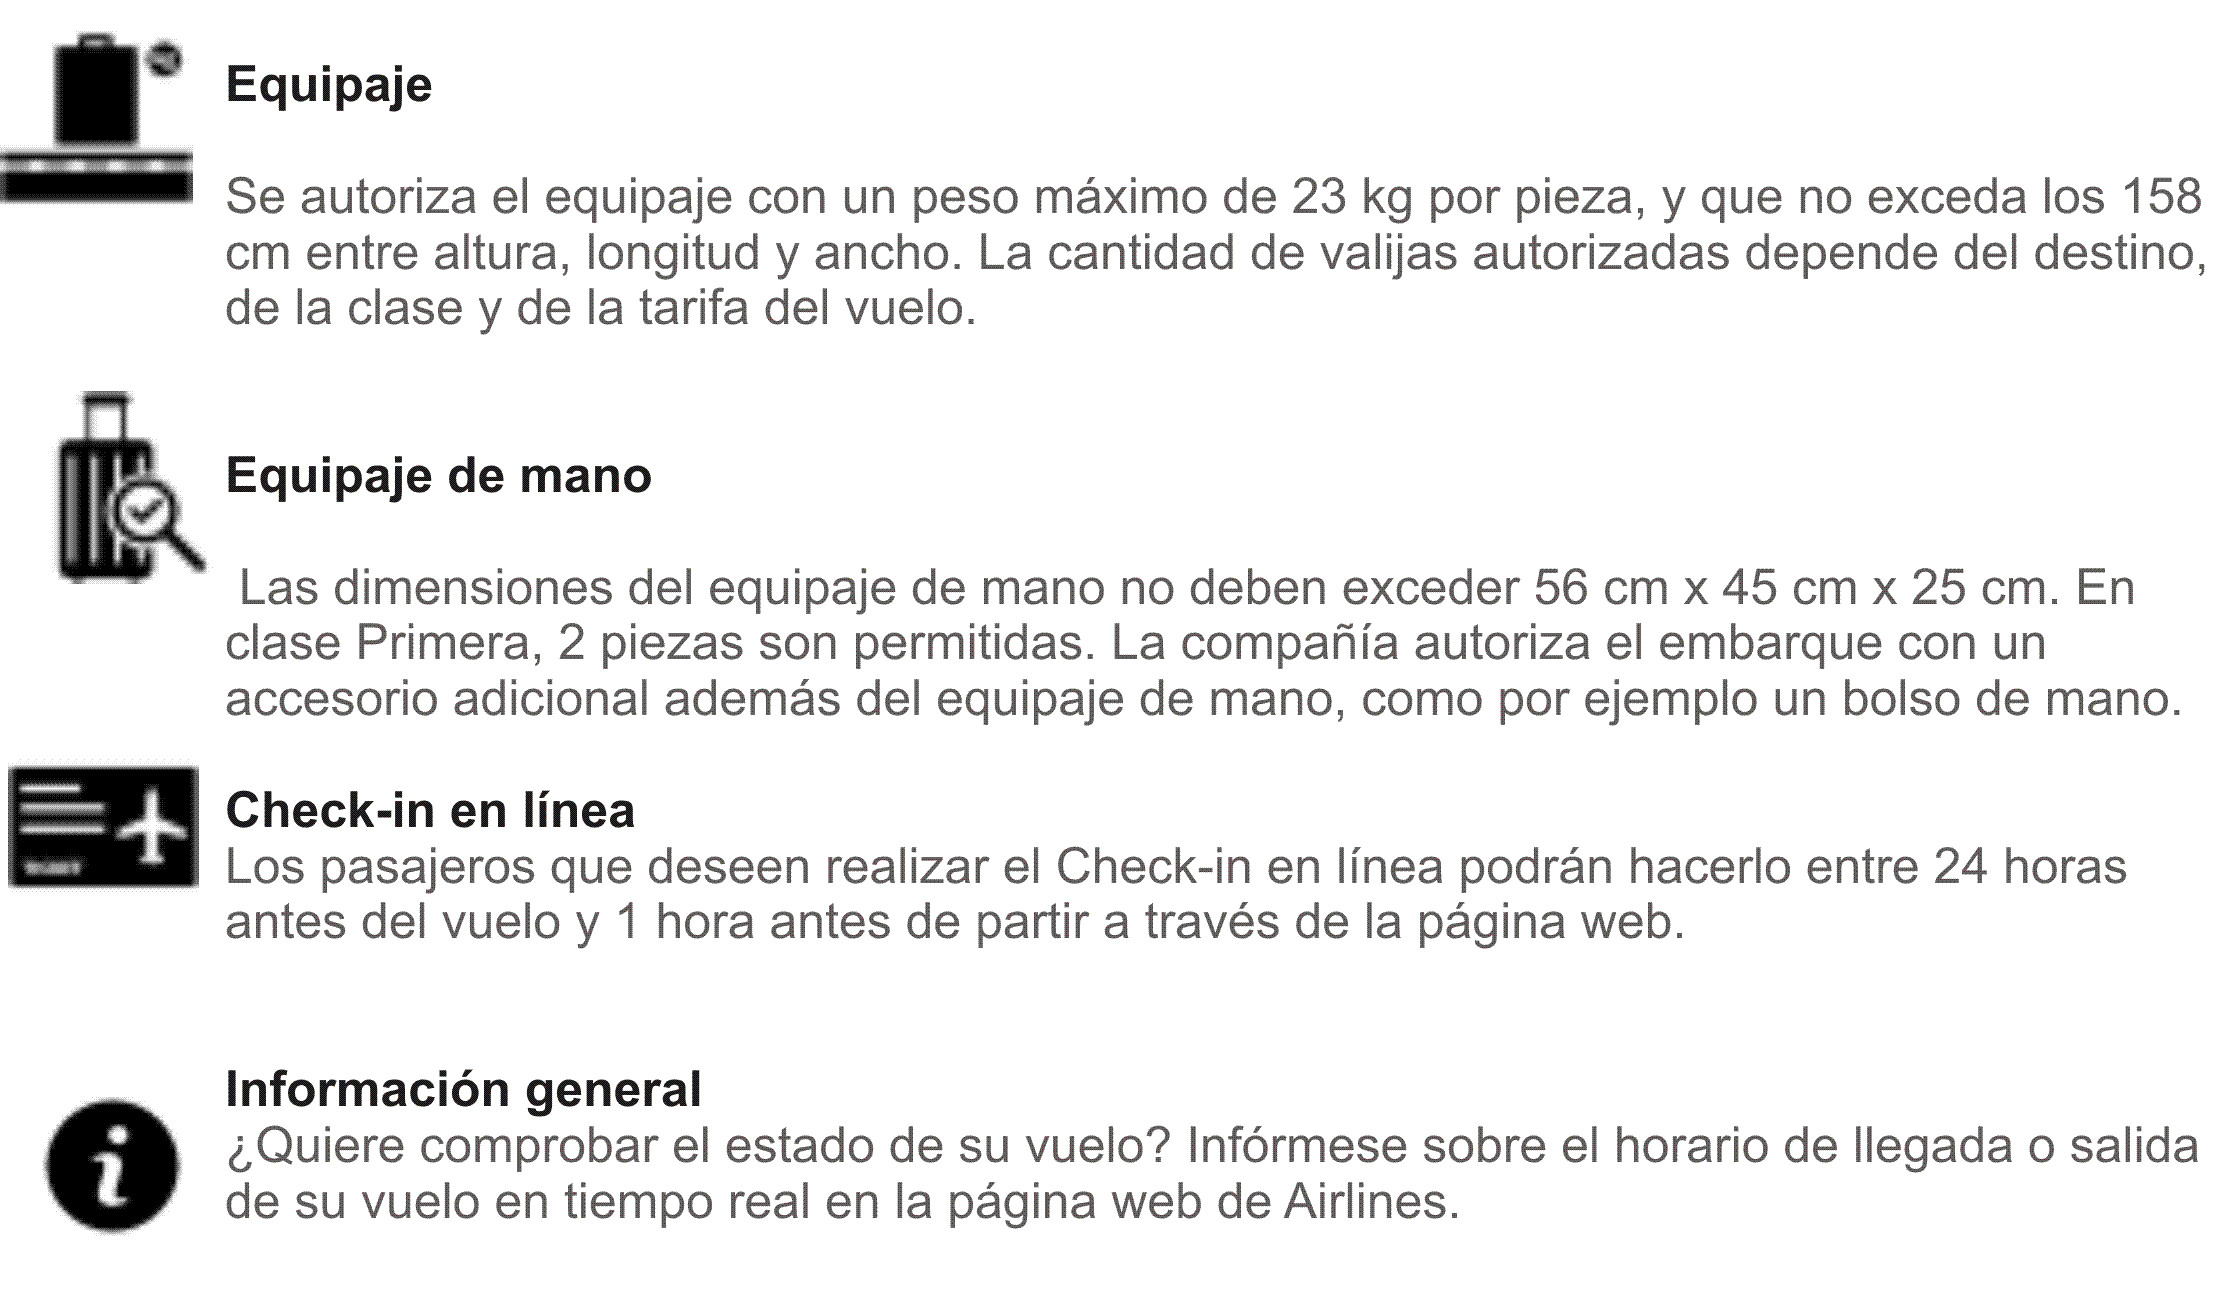 Equipaje
Se autoriza el equipaje con un peso máximo de 23 kg por pieza, y que no exceda los 158
cm entre altura, longitud y ancho. La cantidad de valijas autorizadas depende del destino,
de la clase y de la tarifa del vuelo.
Equipaje de mano
Las dimensiones del equipaje de mano no deben exceder 56 cm x 45 cm x 25 cm. En
clase Primera, 2 piezas son permitidas. La compañía autoriza el embarque con un
accesorio adicional además del equipaje de mano, como por ejemplo un bolso de mano.
Check-in en línea
Los pasajeros que deseen realizar el Check-in en línea podrán hacerlo entre 24 horas
antes del vuelo y 1 hora antes de partir a través de la página web.
Información general
¿Quiere comprobar el estado de su vuelo? Infórmese sobre el horario de llegada o salida
de su vuelo en tiempo real en la página web de Airlines.